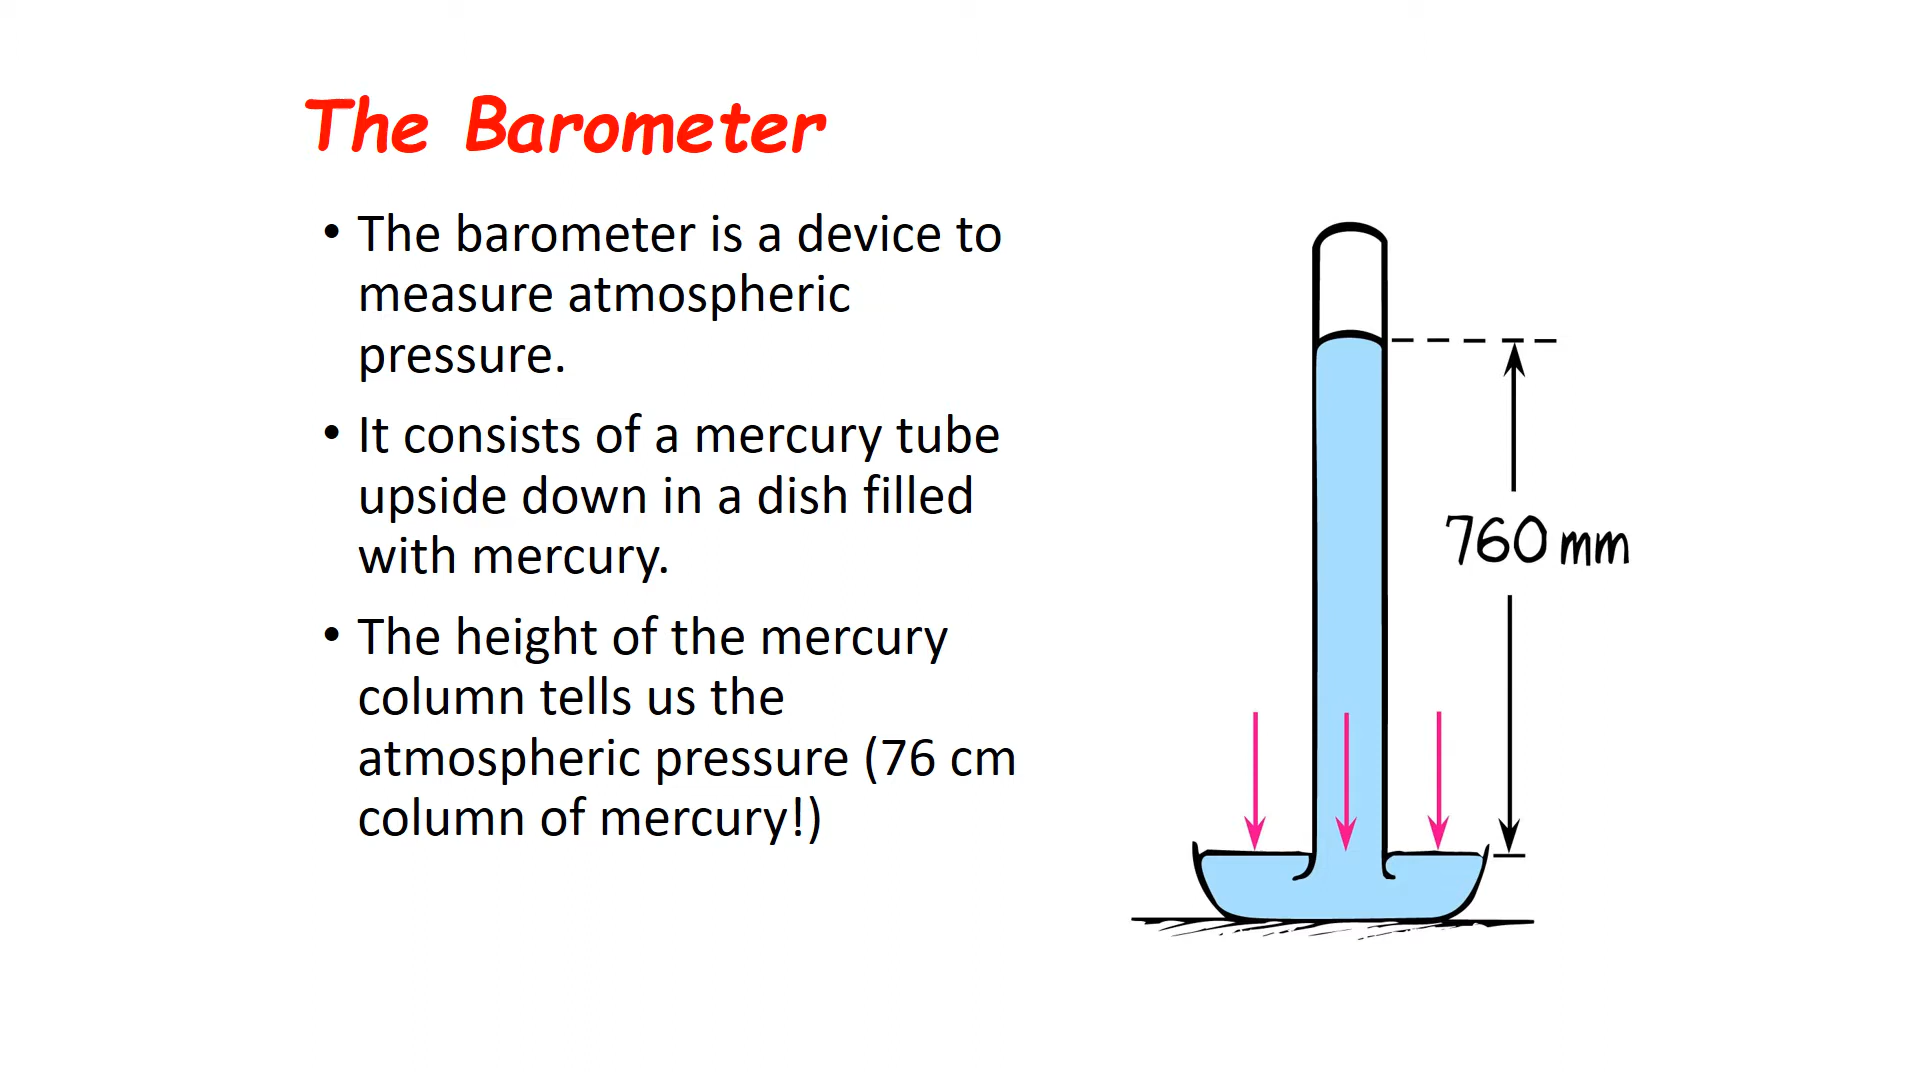 The Barometer
• The barometer is a device to
measure atmospheric
pressure.
• It consists of a mercury tube
upside down in a dish filled
with mercury.
• The height of the mercury
column tells us the
atmospheric pressure (76 cm
column of mercury!)
760 mm